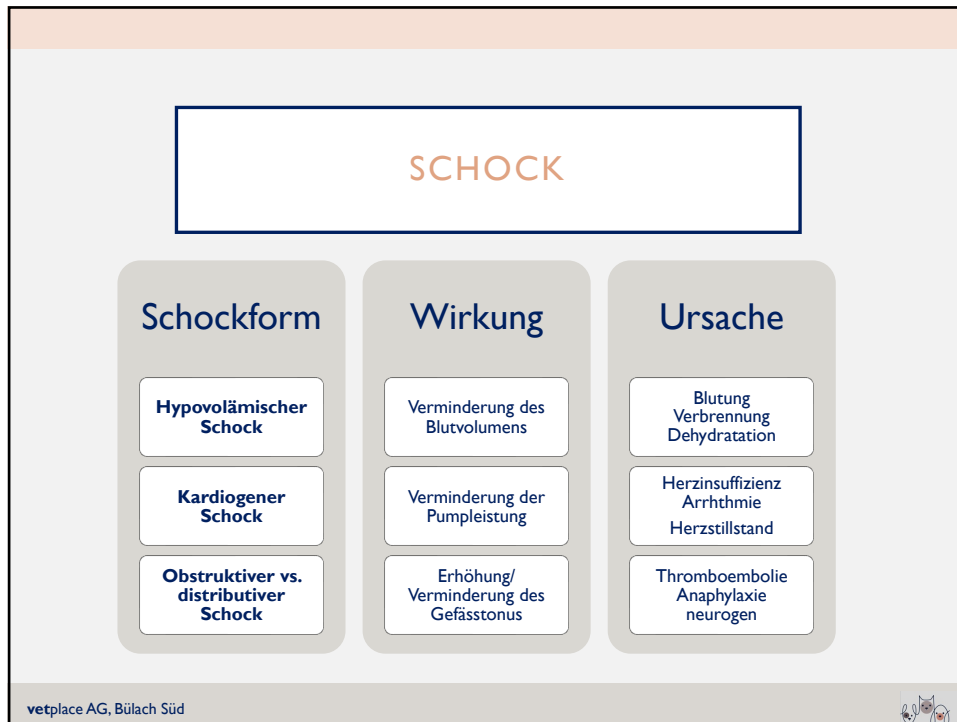 SCHOCK
Schockform
Hypovolämischer
Schock
Kardiogener
Schock
Obstruktiver vs.
distributiver
Schock
Wirkung
Verminderung des
Blutvolumens
Verminderung der
Pumpleistung
Erhöhung/
Verminderung des
Gefässtonus
Ursache
Blutung
Verbrennung
Dehydratation
Herzinsuffizienz
Arrhthmie
Herzstillstand
Thromboembolie
Anaphylaxie
neurogen
vetplace AG, Bülach Süd